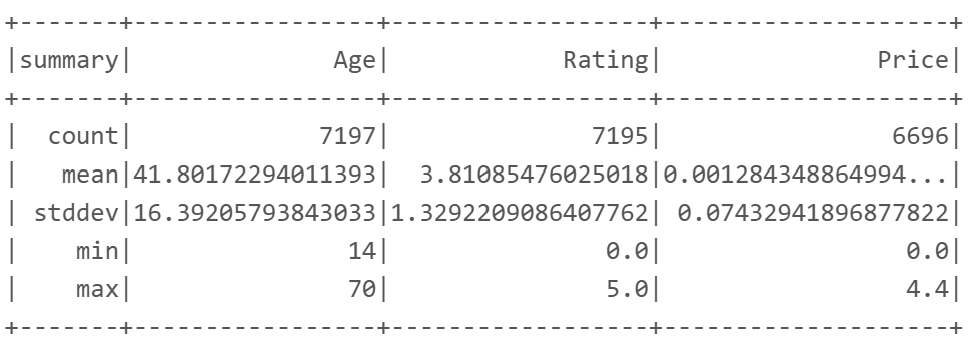 +-------+-----------------+------------------+--------------------+
|summary|              Age|            Rating|               Price|
+-------+-----------------+------------------+--------------------+
|  count|             7197|              7195|                6696|
|   mean|41.80172294011393|  3.81085476025018|0.001284348864994...|
| stddev|16.39205793843033|1.3292209086407762| 0.07432941896877822|
|    min|               14|               0.0|                 0.0|
|    max|               70|               5.0|                 4.4|
+-------+-----------------+------------------+--------------------+